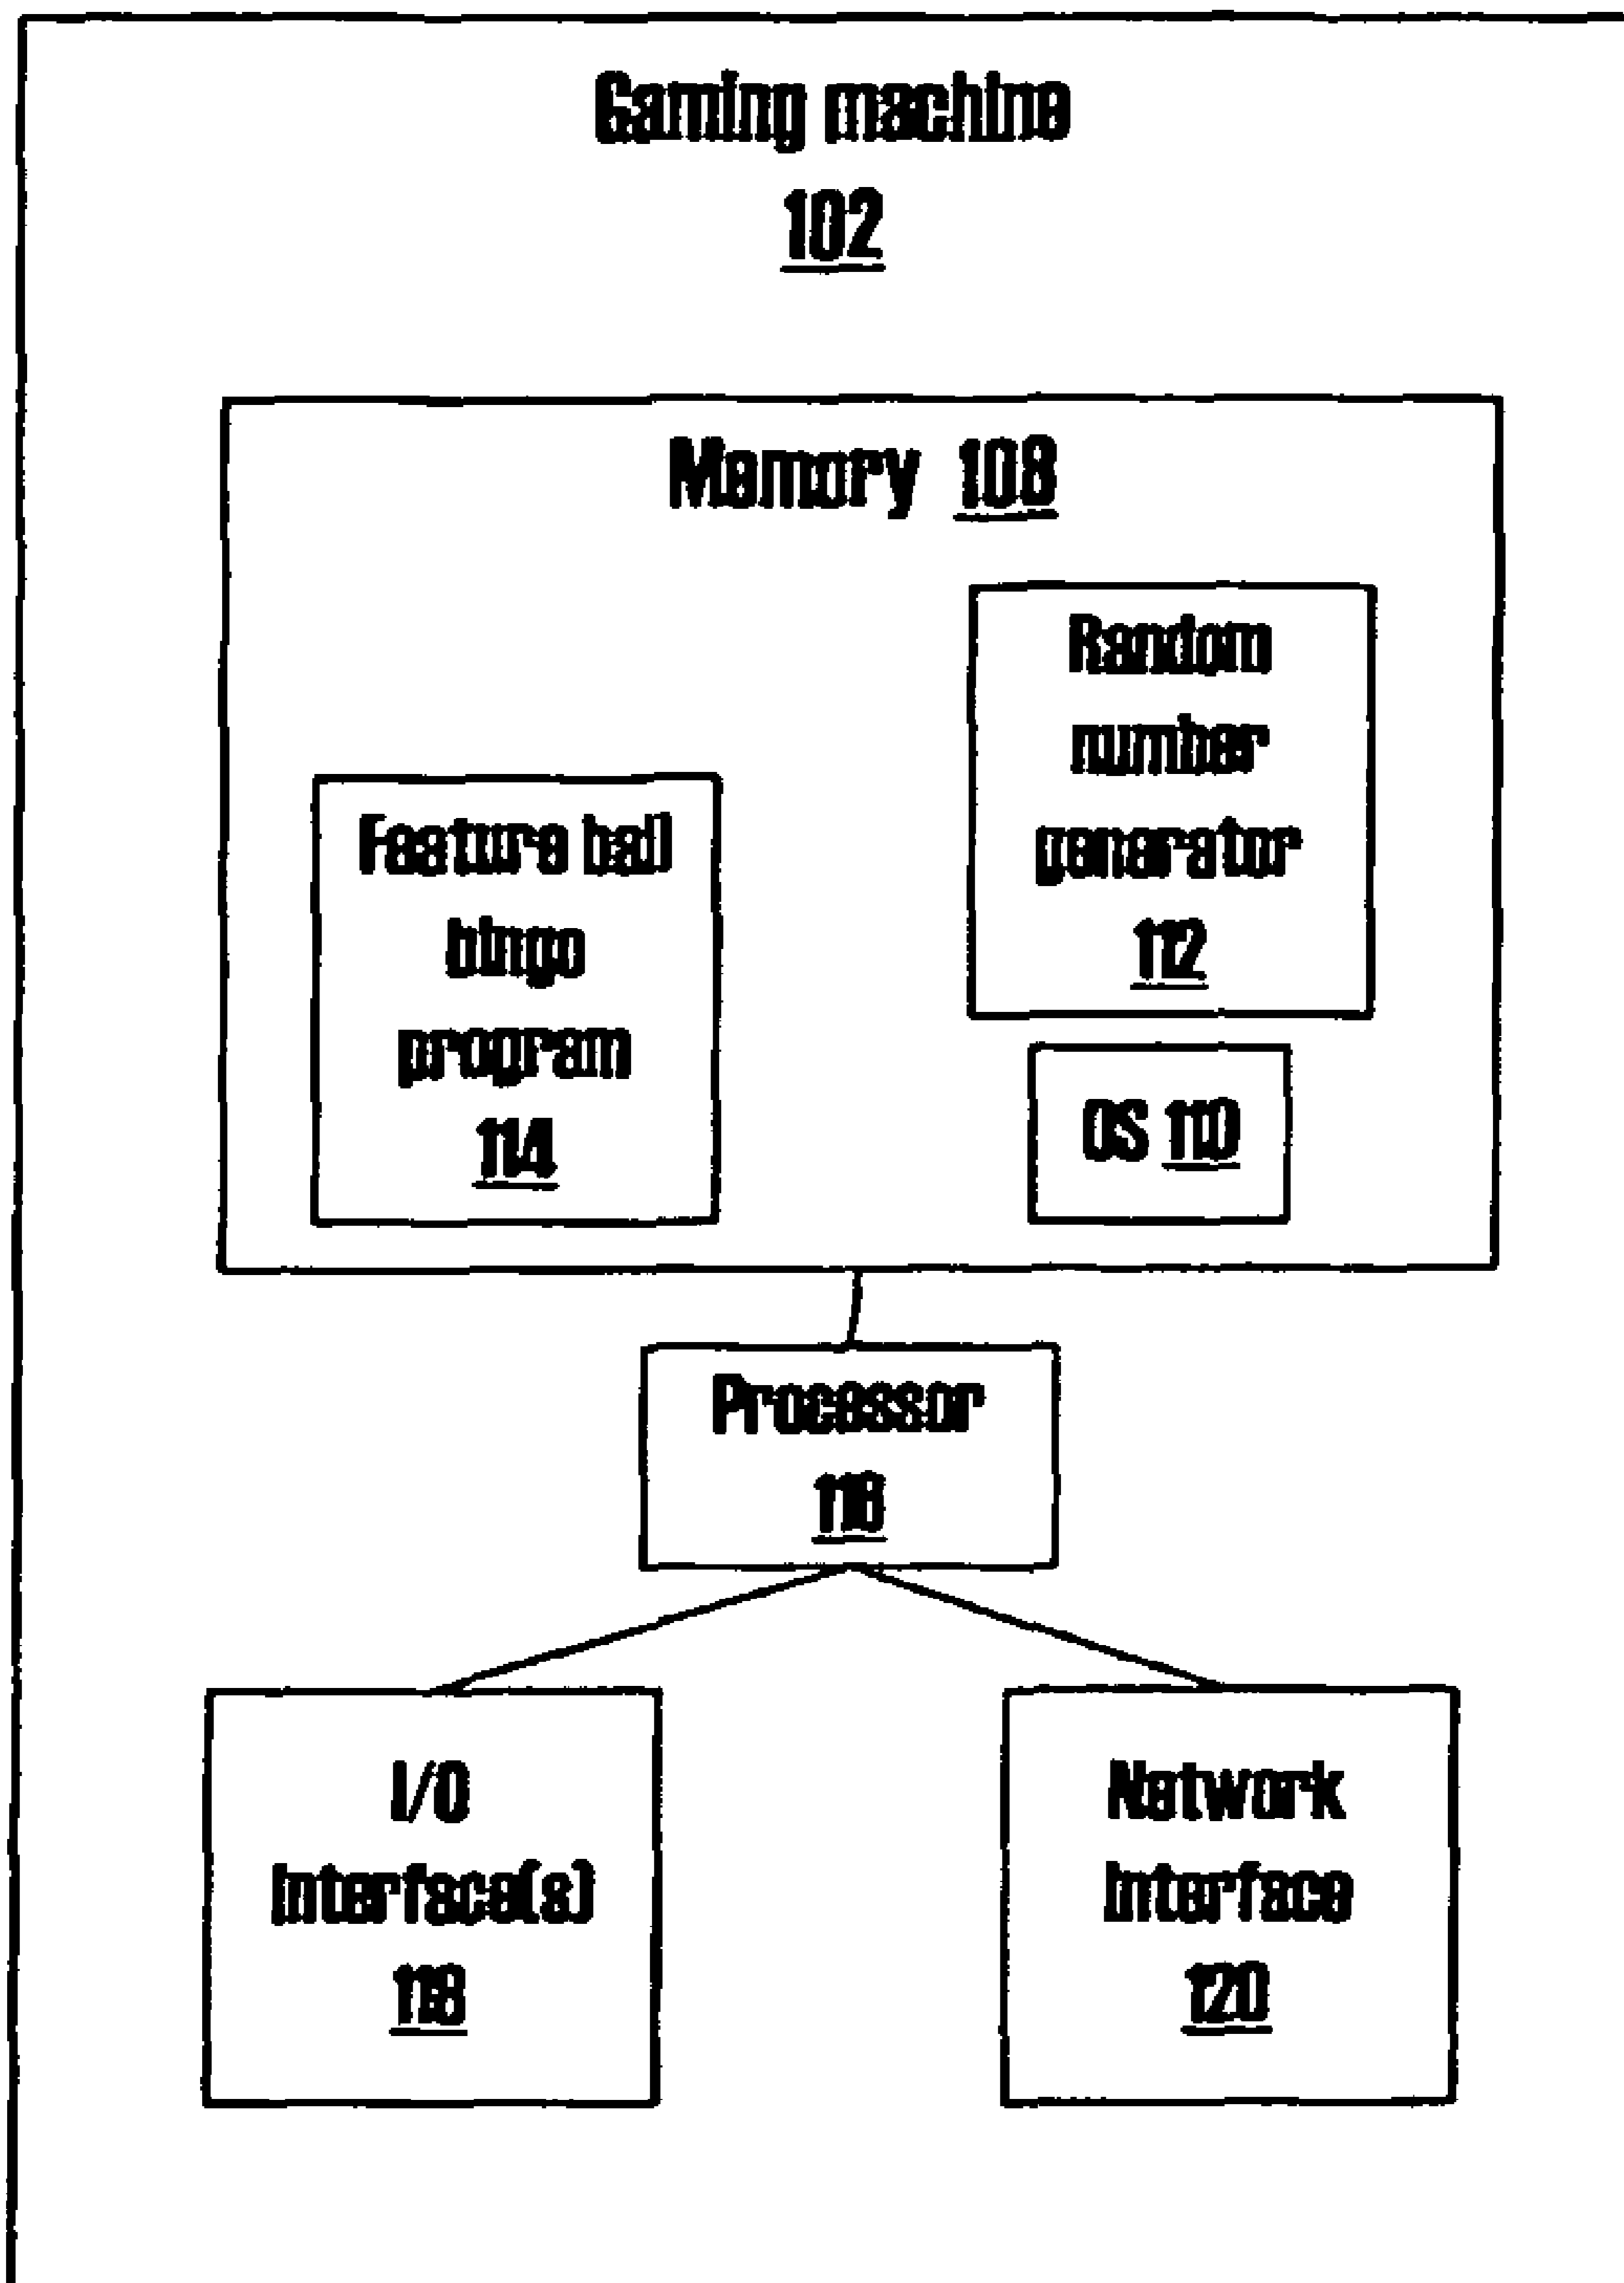 Gaming machine
102
Memory 108
Random
number
generator
112
Feature ball
bingo
program
114
OS 110
Processor
116
I/O
Interface(s)
118
Network
Interface
120